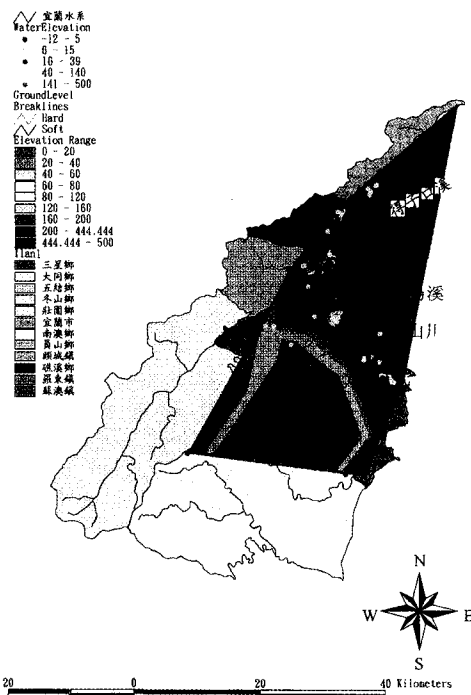 宜蘭水系
WaterElevation
-12 - 5
6 - 15
16 - 39
40 - 140
141 - 500
GroundLevel
Breaklines
Hard
Soft
Elevation Range
0 - 20
20 - 40
40 - 60
60 - 80
80 - 120
120 - 160
160 - 200
200 - 444.444
444.444 - 500
Ilan1
三星鄉
大同鄉
五結鄉
冬山鄉
壯圍鄉
宜蘭市
南澳鄉
員山鄉
頭城鎮
礁溪鄉
羅東鎮
蘇澳鎮
溪
山川
N
W
E
S
20
0
20
40 Kilometers